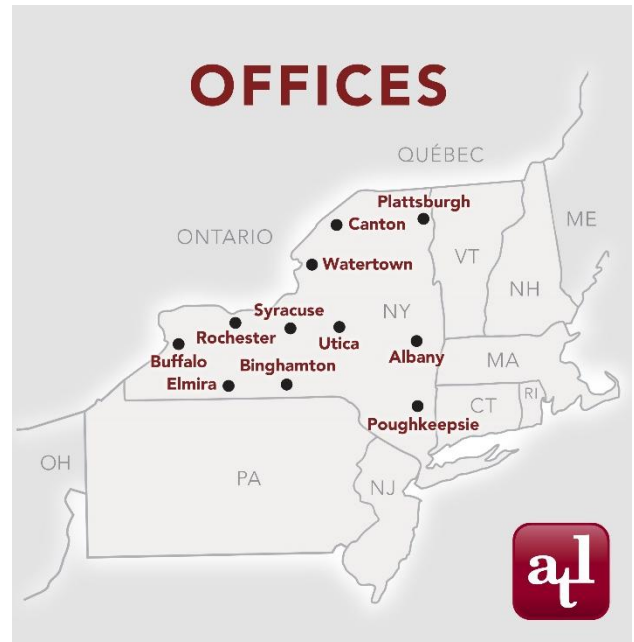 OFFICES
QUÉBEC
Plattsburgh
Canton
ME
ONTARIO
VT
Watertown
NH
Syracuse
NY
Rochester
Utica
Albany
Buffalo
Binghamton
MA
Elmira
RI
CT
Poughkeepsie
OH
PA
NJ
atl